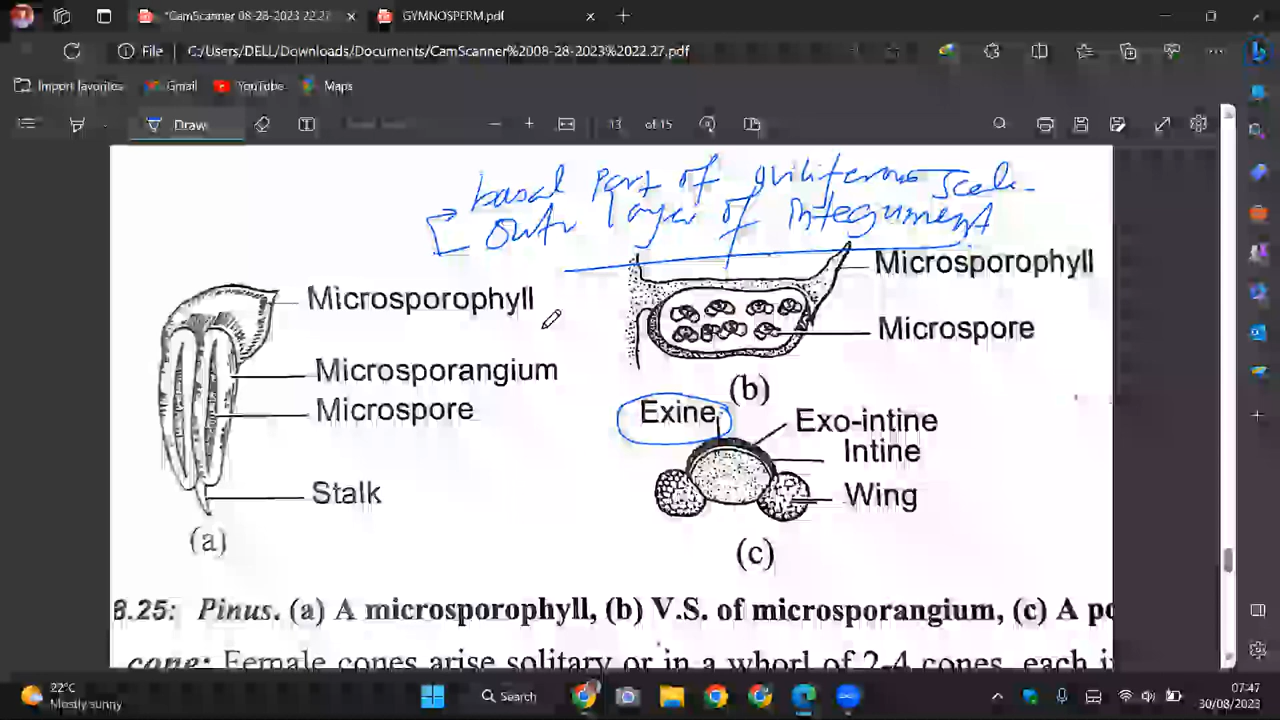 *CamScanner 08-28-2023 22.27
GYMNOSPERM.pdf
File
C:/Users/DELL/Downloads/Documents/CamScanner%2008-28-2023%2022.27.pdf
Import favorites
Gmail
YouTube
Maps
Draw
13 of 15
basal part of
outer layer of integument
Microsporophyll
Microsporophyll
Microspore
Microsporangium
(b)
Microspore
Exine
Exo-intine
Intine
Stalk
Wing
(a)
(c)
8.25: Pinus. (a) A microsporophyll, (b) V.S. of microsporangium, (c) A po
cone: Female cones arise solitary or in a whorl of 2-4 cones, each i
22°C
Mostly sunny
Search
07:47
30/08/2023